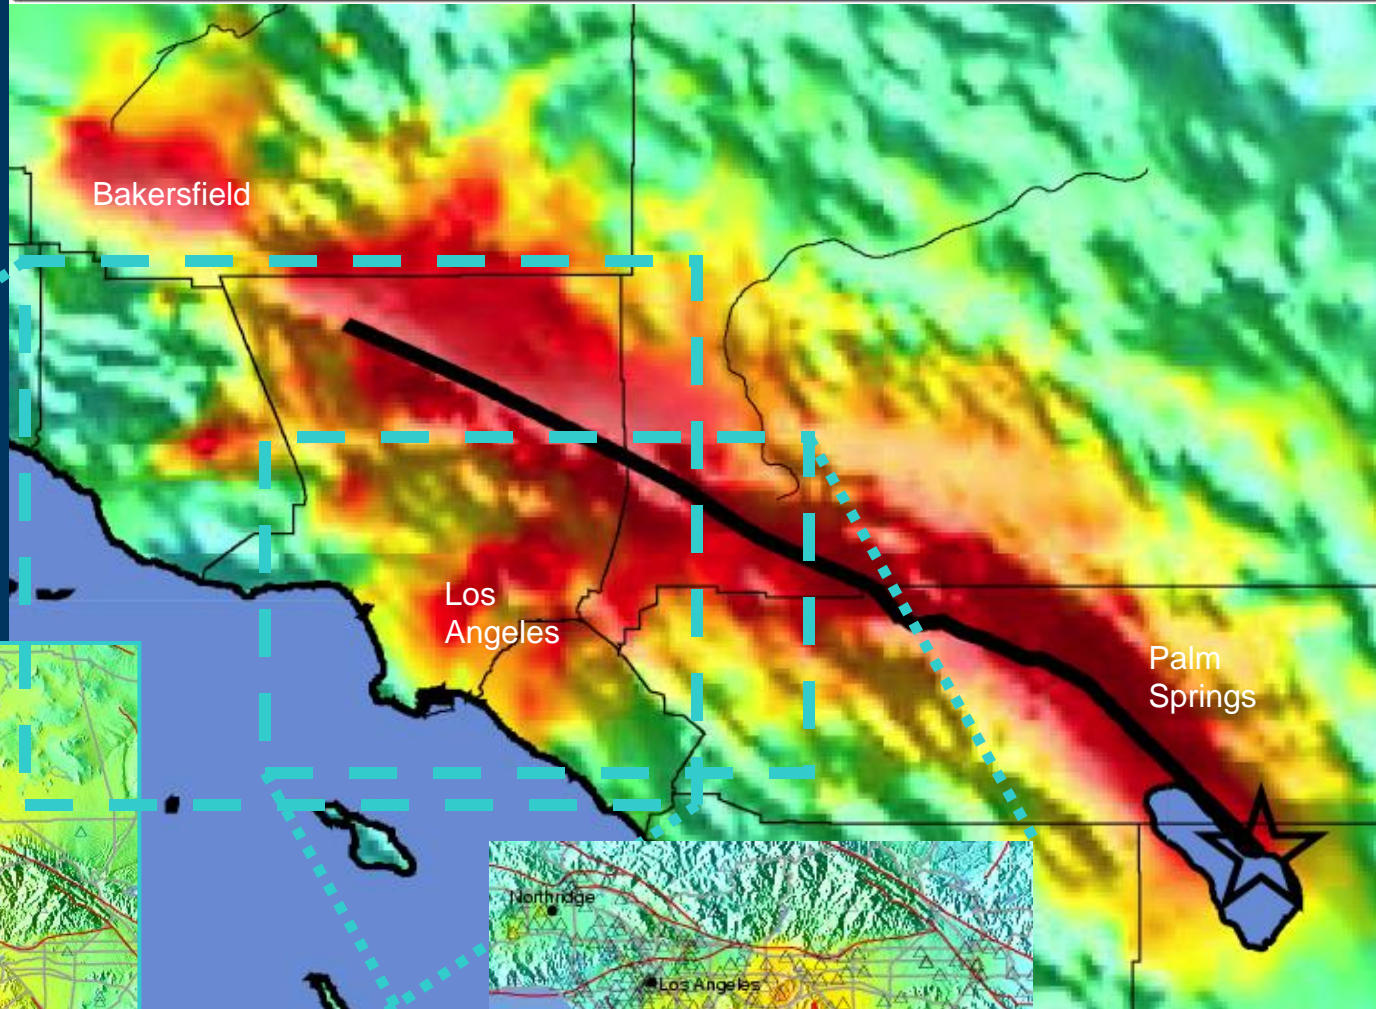 Bakersfield
Los
Angeles
Palm
Springs
Northridge
Los Angeles